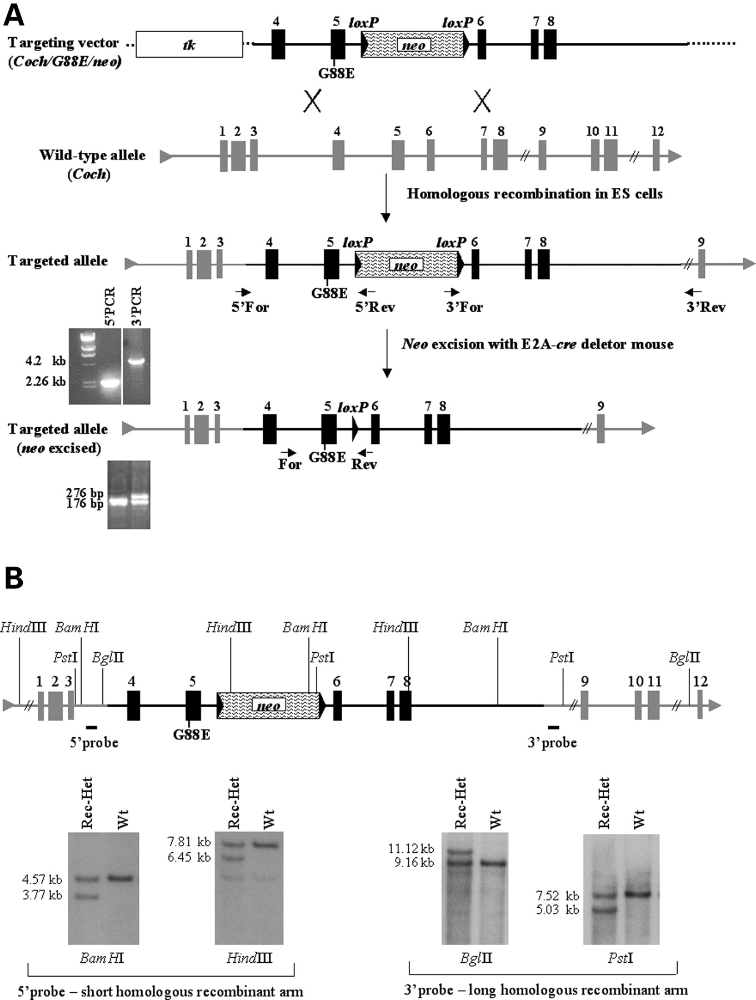 A
4 5 loxP loxP 6 7 8
Targeting vector
(Coch/G88E/neo)
tk
neo
G88E
1 2 3 4 5 6 7 8 9 10 11 12
Wild-type allele
(Coch)
Homologous recombination in ES cells
1 2 3 4 5 loxP loxP 6 7 8 9
Targeted allele
neo
G88E
5’For 5’Rev 3’For 3’Rev
5’PCR 3’PCR
Neo excision with E2A-cre deletor mouse
4.2 kb
2.26 kb
1 2 3 4 5 loxP 6 7 8 9
Targeted allele
(neo excised)
For G88E Rev
276 bp
176 bp
B
HindIII BamHI HindIII BamHI HindIII BamHI
PstI BglII PstI PstI BglII
1 2 3 4 5 6 7 8 9 10 11 12
neo
G88E
5’probe 3’probe
Rec-Het Wt Rec-Het Wt Rec-Het Wt Rec-Het Wt
7.81 kb
6.45 kb
11.12 kb
9.16 kb
4.57 kb
3.77 kb
7.52 kb
5.03 kb
BamHI HindIII BglII PstI
5’probe – short homologous recombinant arm
3’probe – long homologous recombinant arm